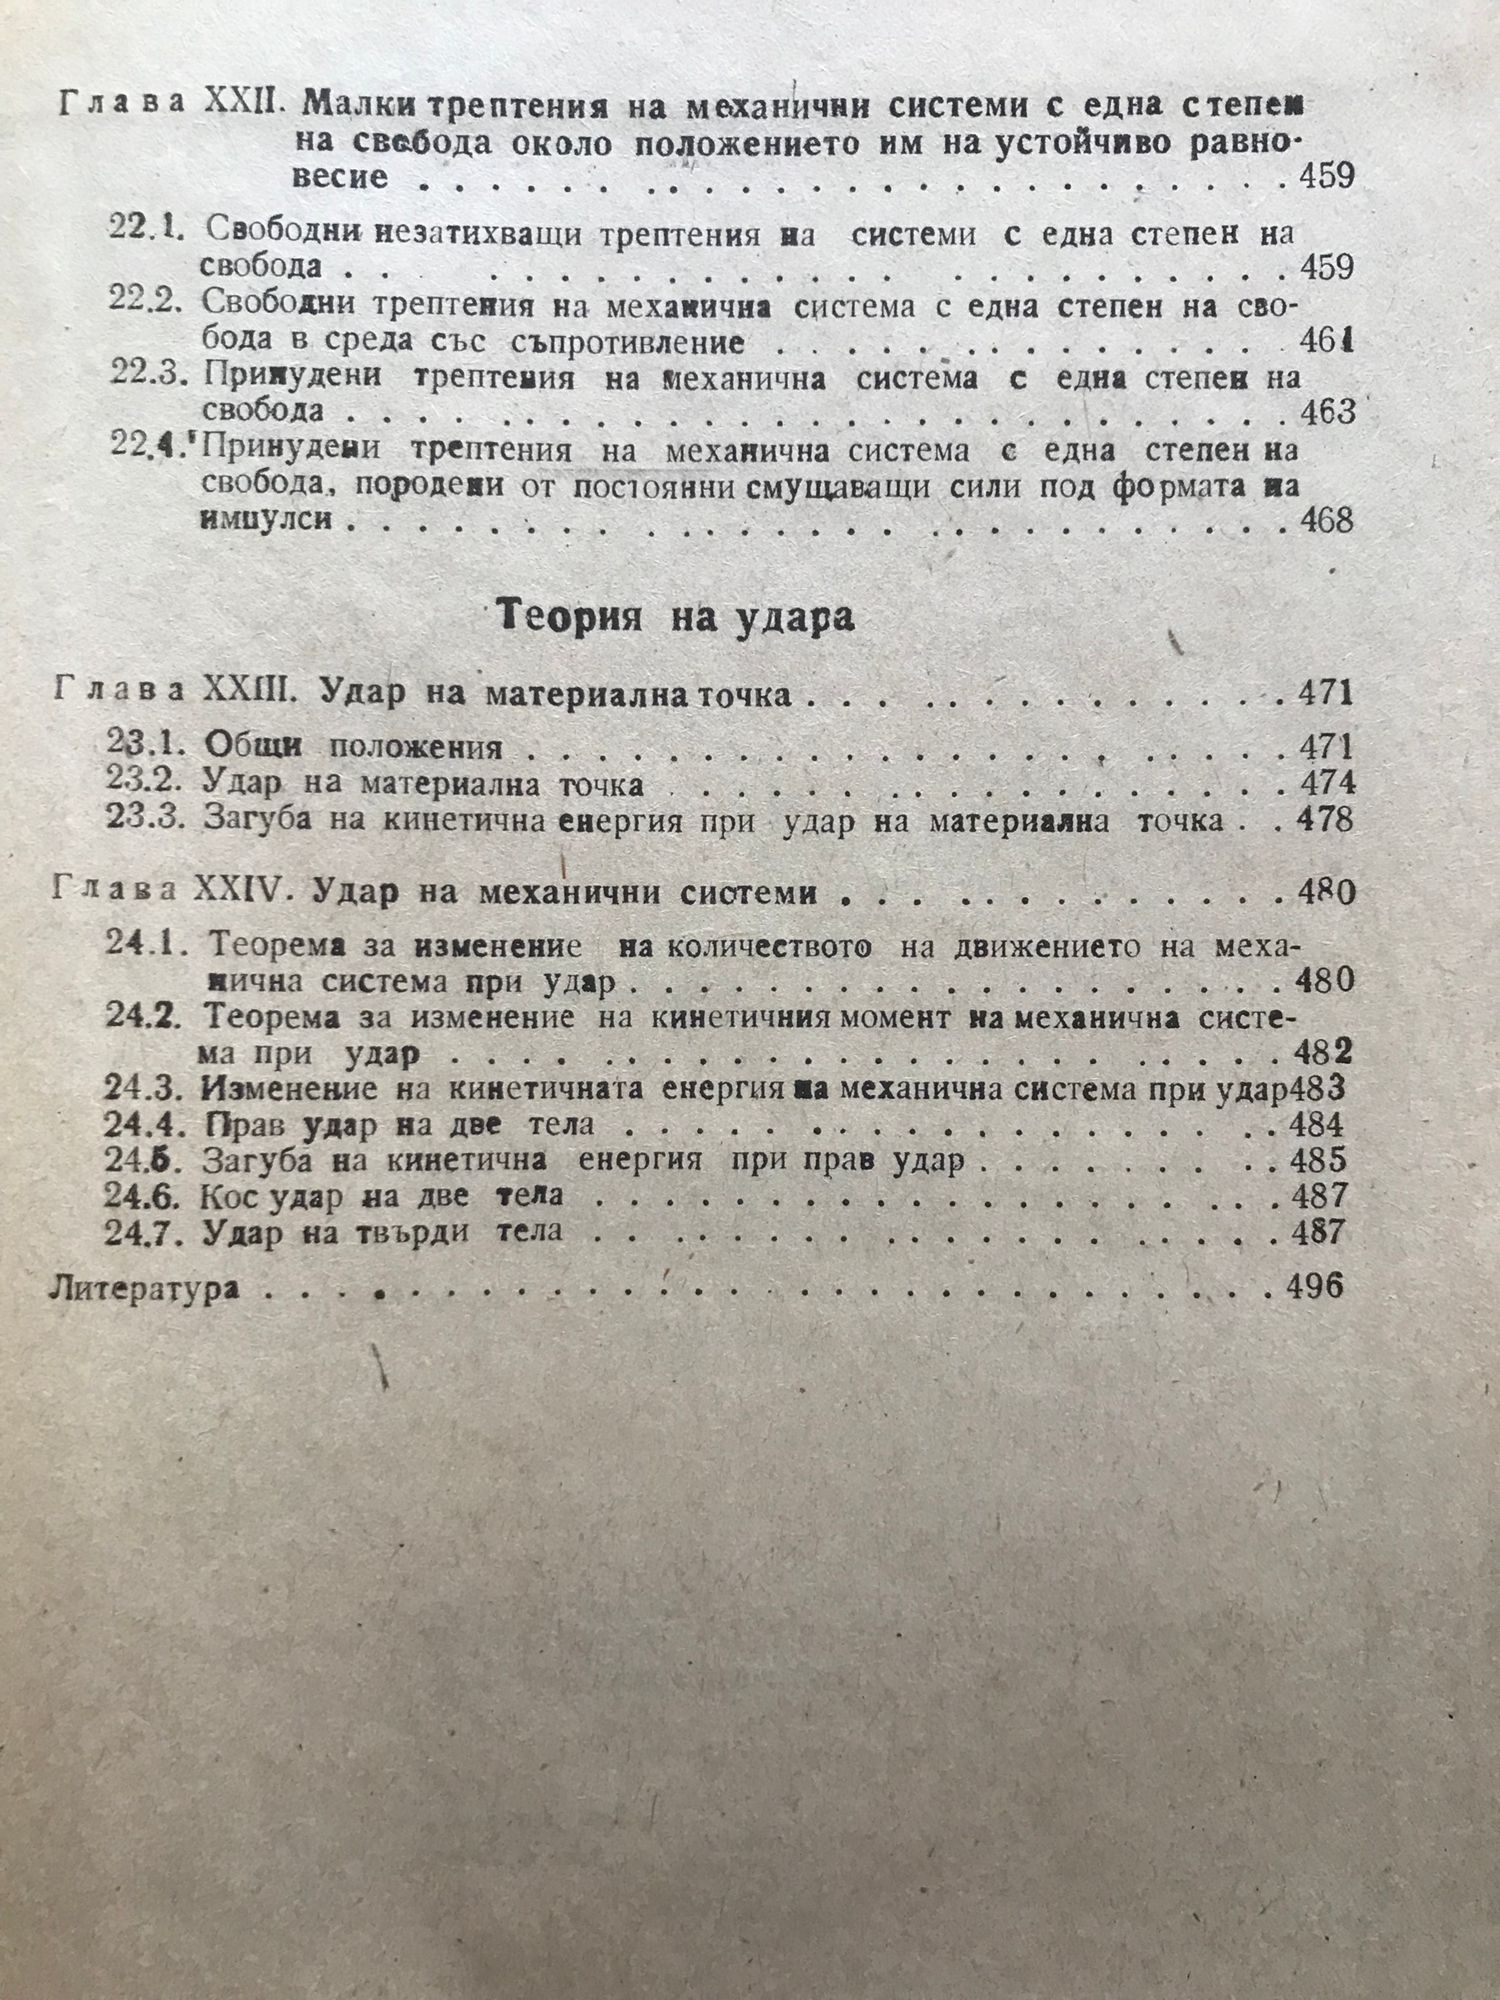 Глава XXII. Малки трептения на механични системи с една степен
на свобода около положението им на устойчиво равно-
весие . . . . . . . . . . . . . . . . . . . . . . . . 459
22.1. Свободни незатихващи трептения на системи с една степен на
свобода . . . . . . . . . . . . . . . . . . . . . . . . 459
22.2. Свободни трептения на механична система с една степен на сво-
бода в среда със съпротивление . . . . . . . . . . . . . . 461
22.3. Принудени трептения на механична система с една степен на
свобода . . . . . . . . . . . . . . . . . . . . . . . . 463
22.4. Принудени трептения на механична система с една степен на
свобода, породени от постоянни смущаващи сили под формата на
импулси . . . . . . . . . . . . . . . . . . . . . . . . 468
Теория на удара
Глава XXIII. Удар на материална точка . . . . . . . . . . . . . 471
23.1. Общи положения . . . . . . . . . . . . . . . . . . . . 471
23.2. Удар на материална точка . . . . . . . . . . . . . . . . 474
23.3. Загуба на кинетична енергия при удар на материална точка . . 478
Глава XXIV. Удар на механични системи . . . . . . . . . . . . 480
24.1. Теорема за изменение на количеството на движението на меха-
нична система при удар . . . . . . . . . . . . . . . . . . 480
24.2. Теорема за изменение на кинетичния момент на механична систе-
ма при удар . . . . . . . . . . . . . . . . . . . . . . 482
24.3. Изменение на кинетичната енергия на механична система при удар 483
24.4. Прав удар на две тела . . . . . . . . . . . . . . . . . . 484
24.5. Загуба на кинетична енергия при прав удар . . . . . . . . 485
24.6. Кос удар на две тела . . . . . . . . . . . . . . . . . . . 487
24.7. Удар на твърди тела . . . . . . . . . . . . . . . . . . . 487
Литература . . . . . . . . . . . . . . . . . . . . . . . . . . 496